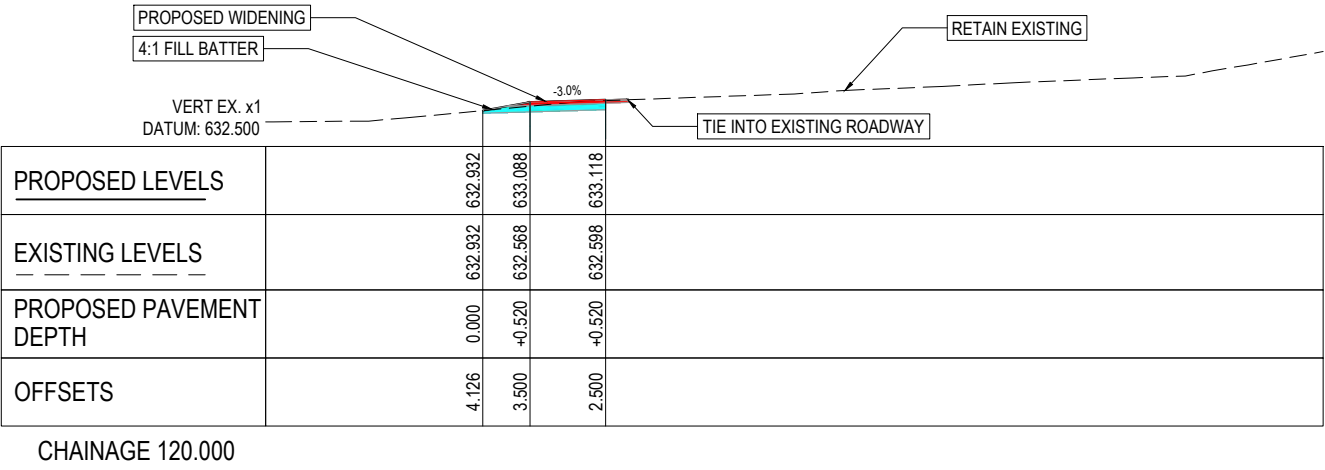 PROPOSED WIDENING
4:1 FILL BATTER
RETAIN EXISTING
-3.0%
VERT EX. x1
DATUM: 632.500
TIE INTO EXISTING ROADWAY
PROPOSED LEVELS 632.932 633.088 633.118
EXISTING LEVELS 632.932 632.568 632.598
PROPOSED PAVEMENT
DEPTH 0.000 +0.520 +0.520
OFFSETS 4.126 3.500 2.500
CHAINAGE 120.000